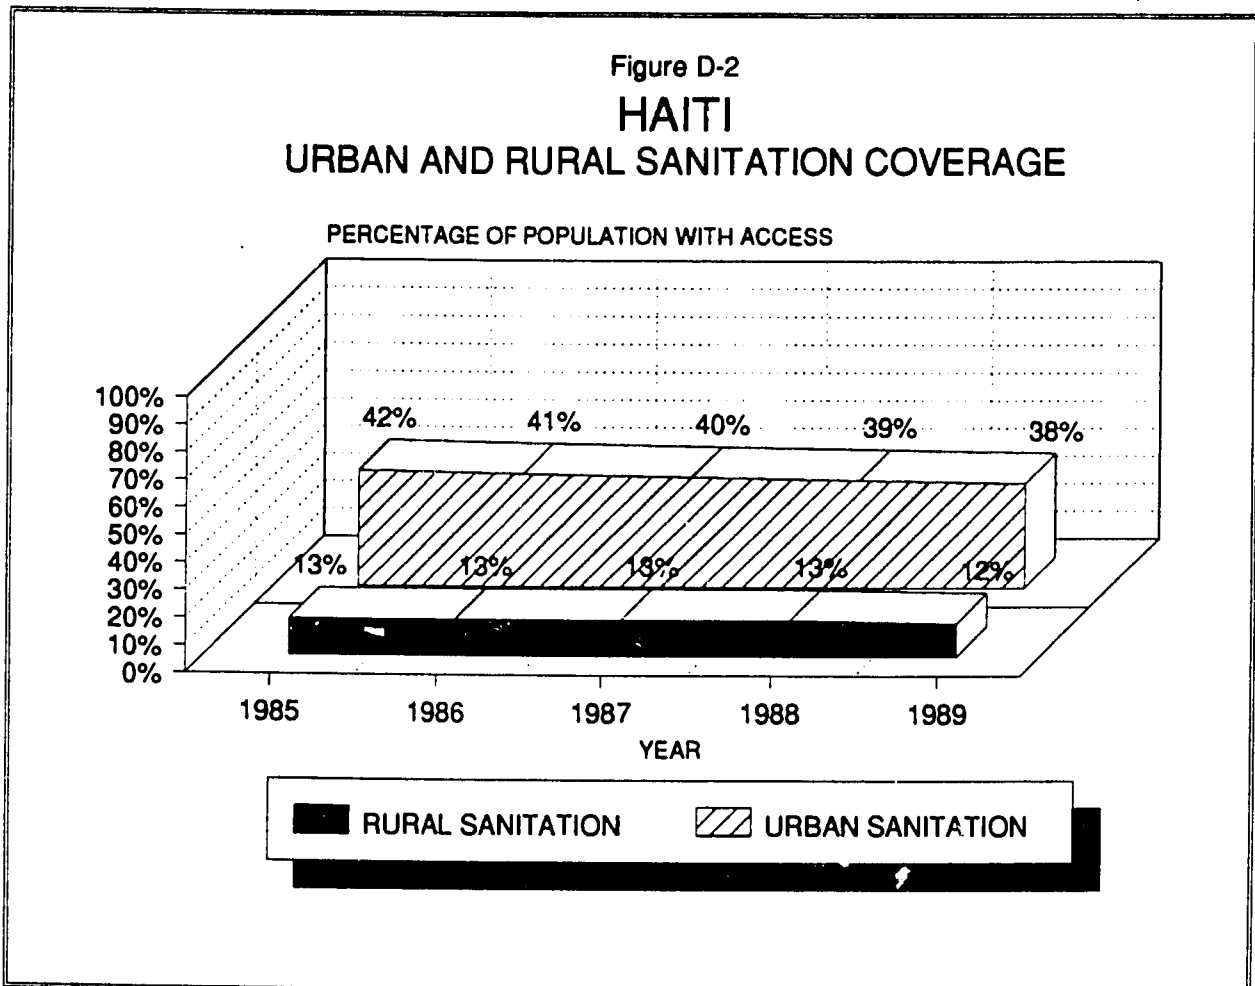 Figure D-2
HAITI
URBAN AND RURAL SANITATION COVERAGE
PERCENTAGE OF POPULATION WITH ACCESS
100%
90%
80%
70%
60%
50%
40%
30%
20%
10%
0%
42% 41% 40% 39% 38%
13% 13% 13% 13% 12%
1985 1986 1987 1988 1989
YEAR
RURAL SANITATION URBAN SANITATION